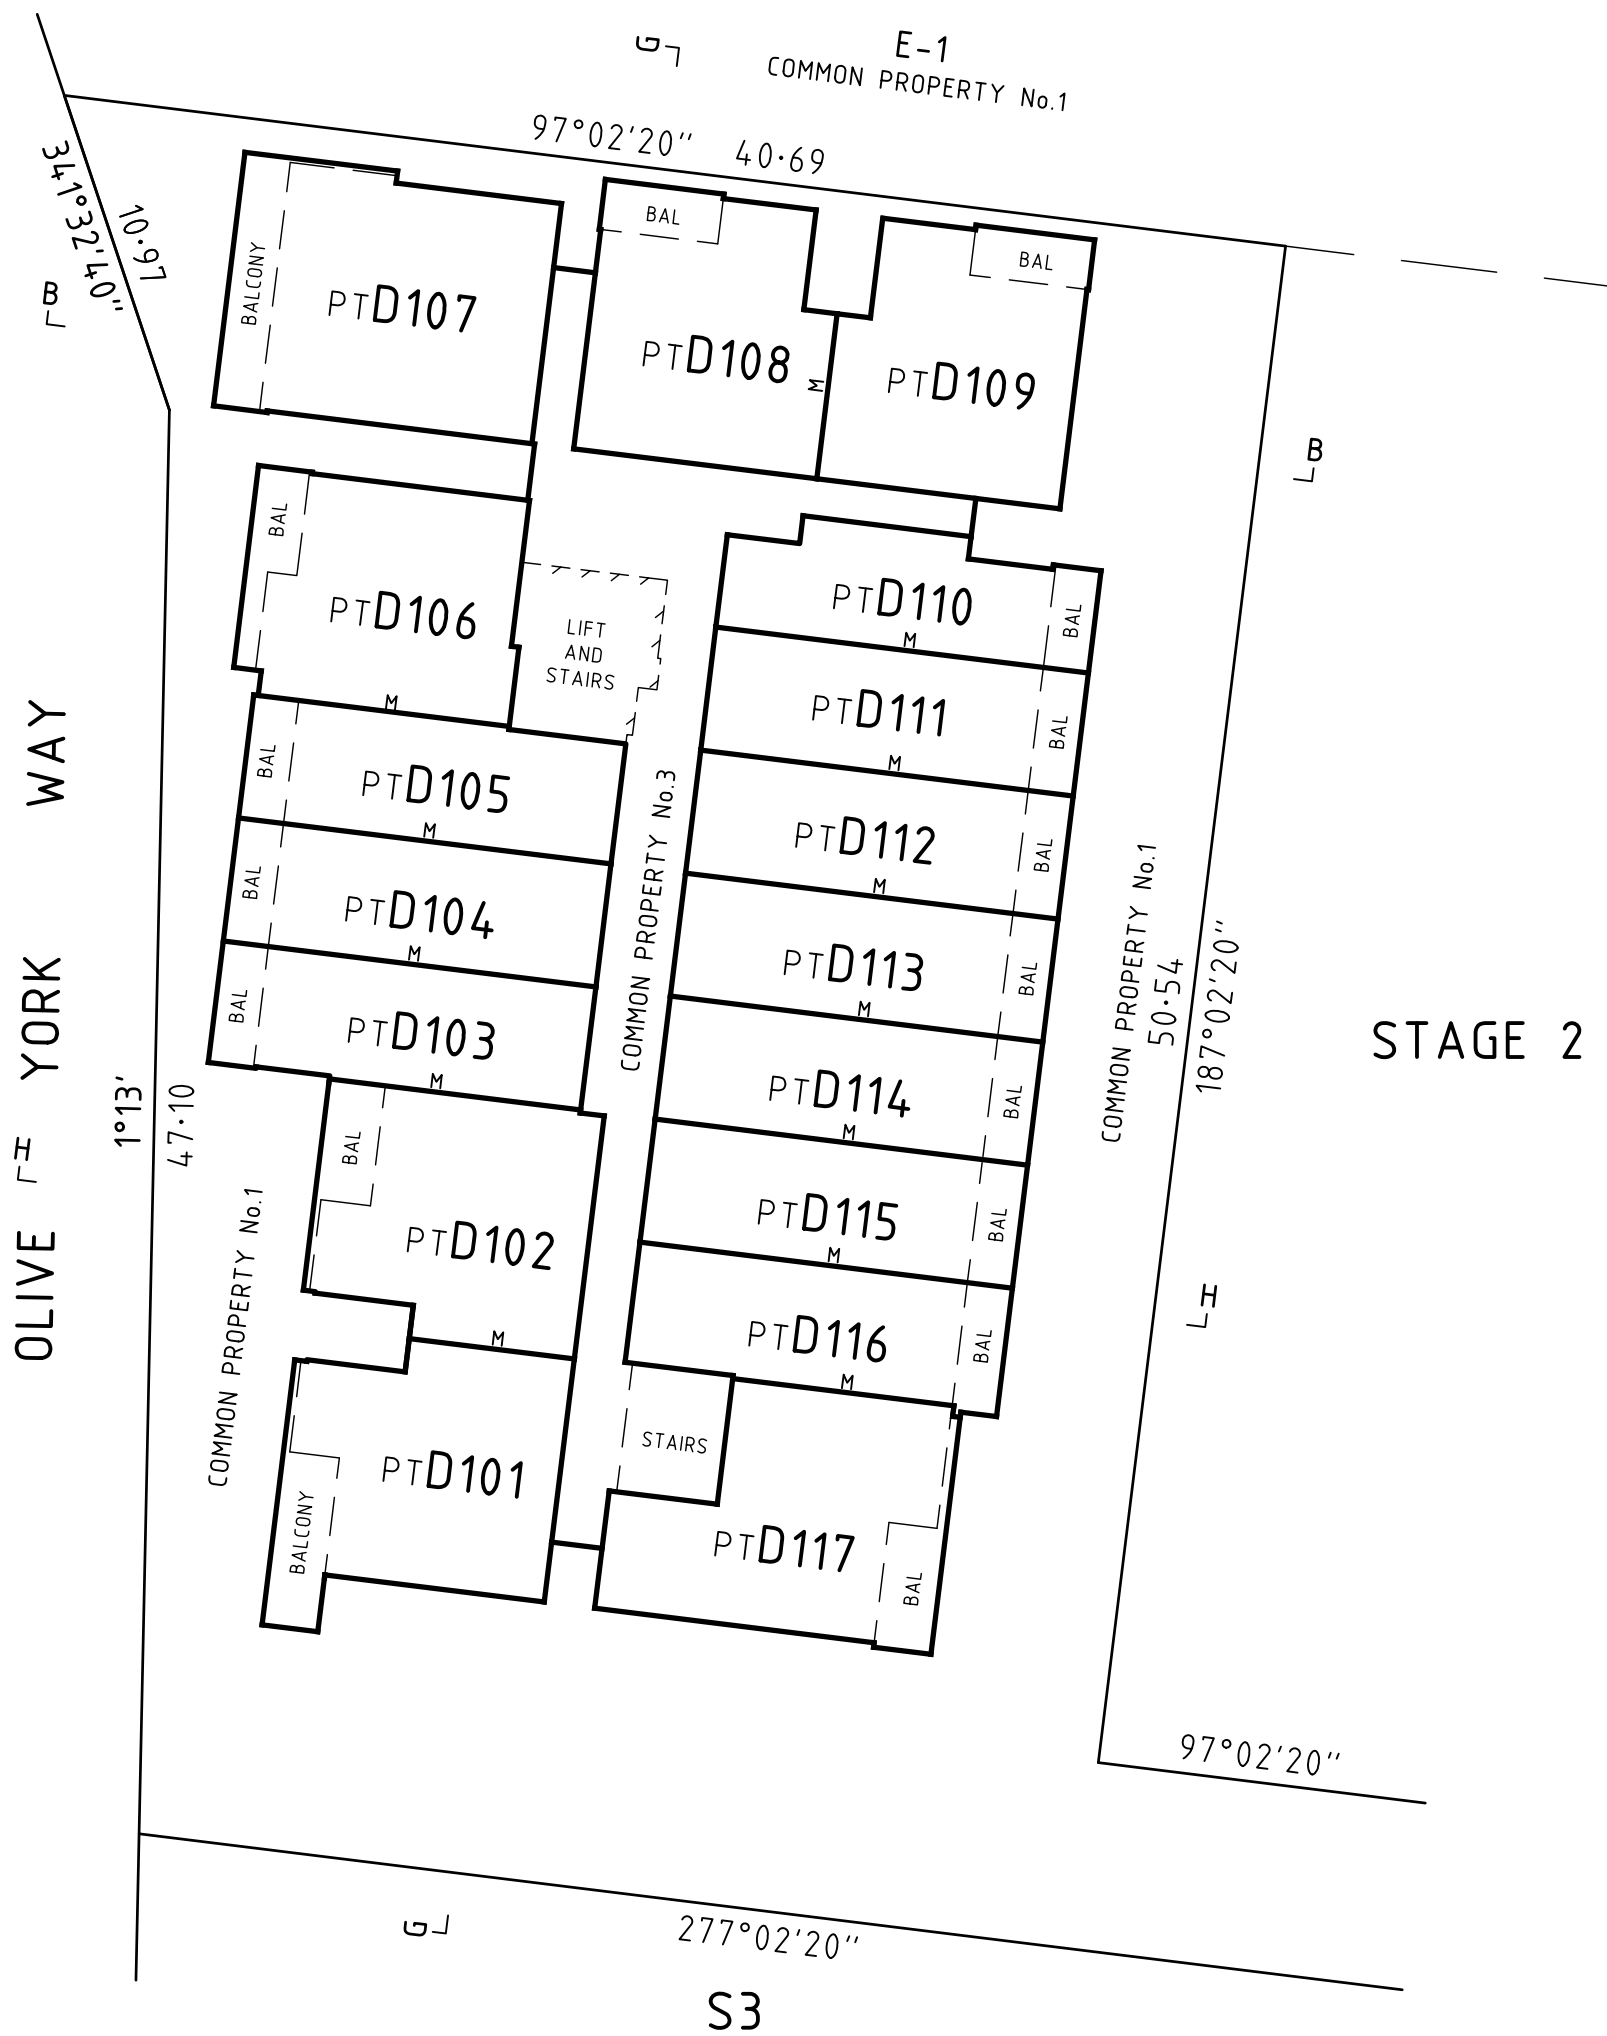 E-1
COMMON PROPERTY No.1
G
97°02'20" 40·69
341°32'40"
10·97
B
BALCONY
PTD107
BAL
PTD108
M
BAL
PTD109
B
BAL
PTD106
M
LIFT
AND
STAIRS
PTD110
M
BAL
PTD111
M
BAL
BAL
PTD105
M
COMMON PROPERTY No.3
PTD112
M
BAL
BAL
PTD104
M
PTD113
M
BAL
BAL
PTD103
M
PTD114
M
BAL
COMMON PROPERTY No.1
50·54
187°02'20"
STAGE 2
OLIVE YORK WAY
H
1°13'
47·10
COMMON PROPERTY No.1
BAL
PTD102
M
PTD115
M
BAL
PTD116
M
BAL
H
STAIRS
PTD101
BALCONY
PTD117
BAL
97°02'20"
G
277°02'20"
S3